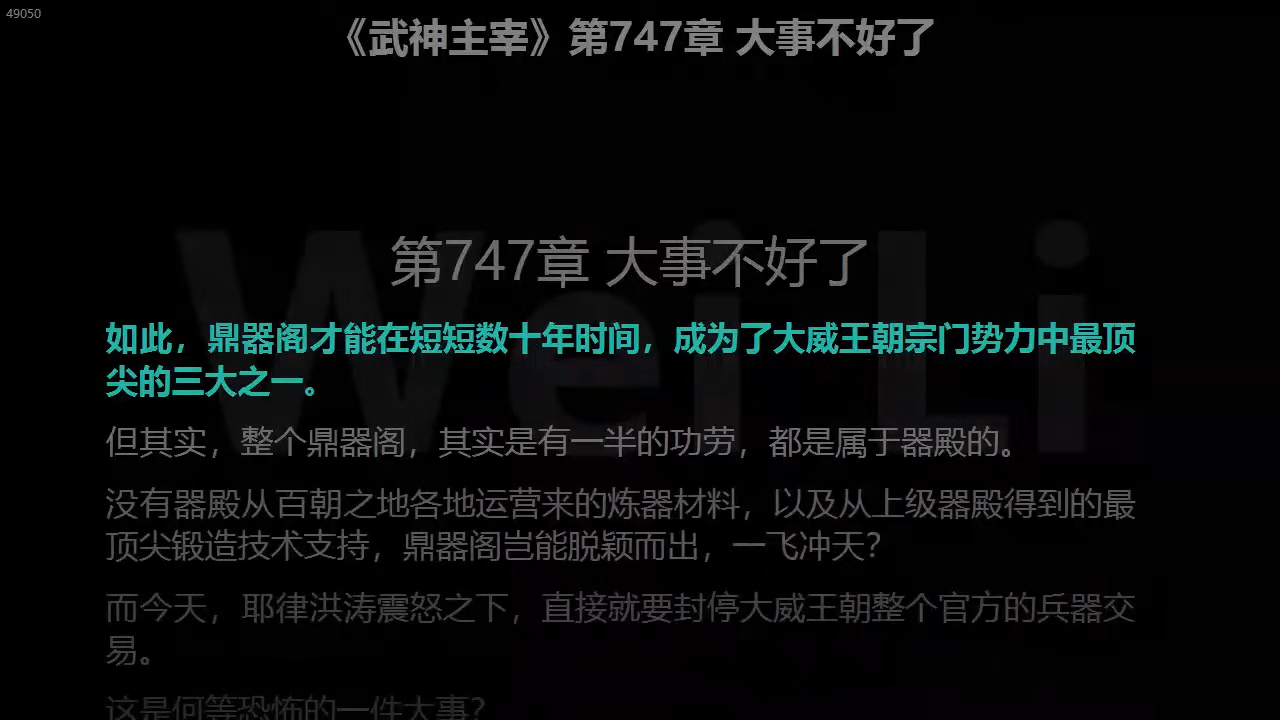 49050
《武神主宰》第747章 大事不好了
Wei Li
第747章 大事不好了
如此，鼎器阁才能在短短数十年时间，成为了大威王朝宗门势力中最顶
尖的三大之一。
但其实，整个鼎器阁，其实是有一半的功劳，都是属于器殿的。
没有器殿从百朝之地各地运营来的炼器材料，以及从上级器殿得到的最
顶尖锻造技术支持，鼎器阁岂能脱颖而出，一飞冲天？
而今天，耶律洪涛震怒之下，直接就要封停大威王朝整个官方的兵器交
易。
这是何等恐怖的一件大事？